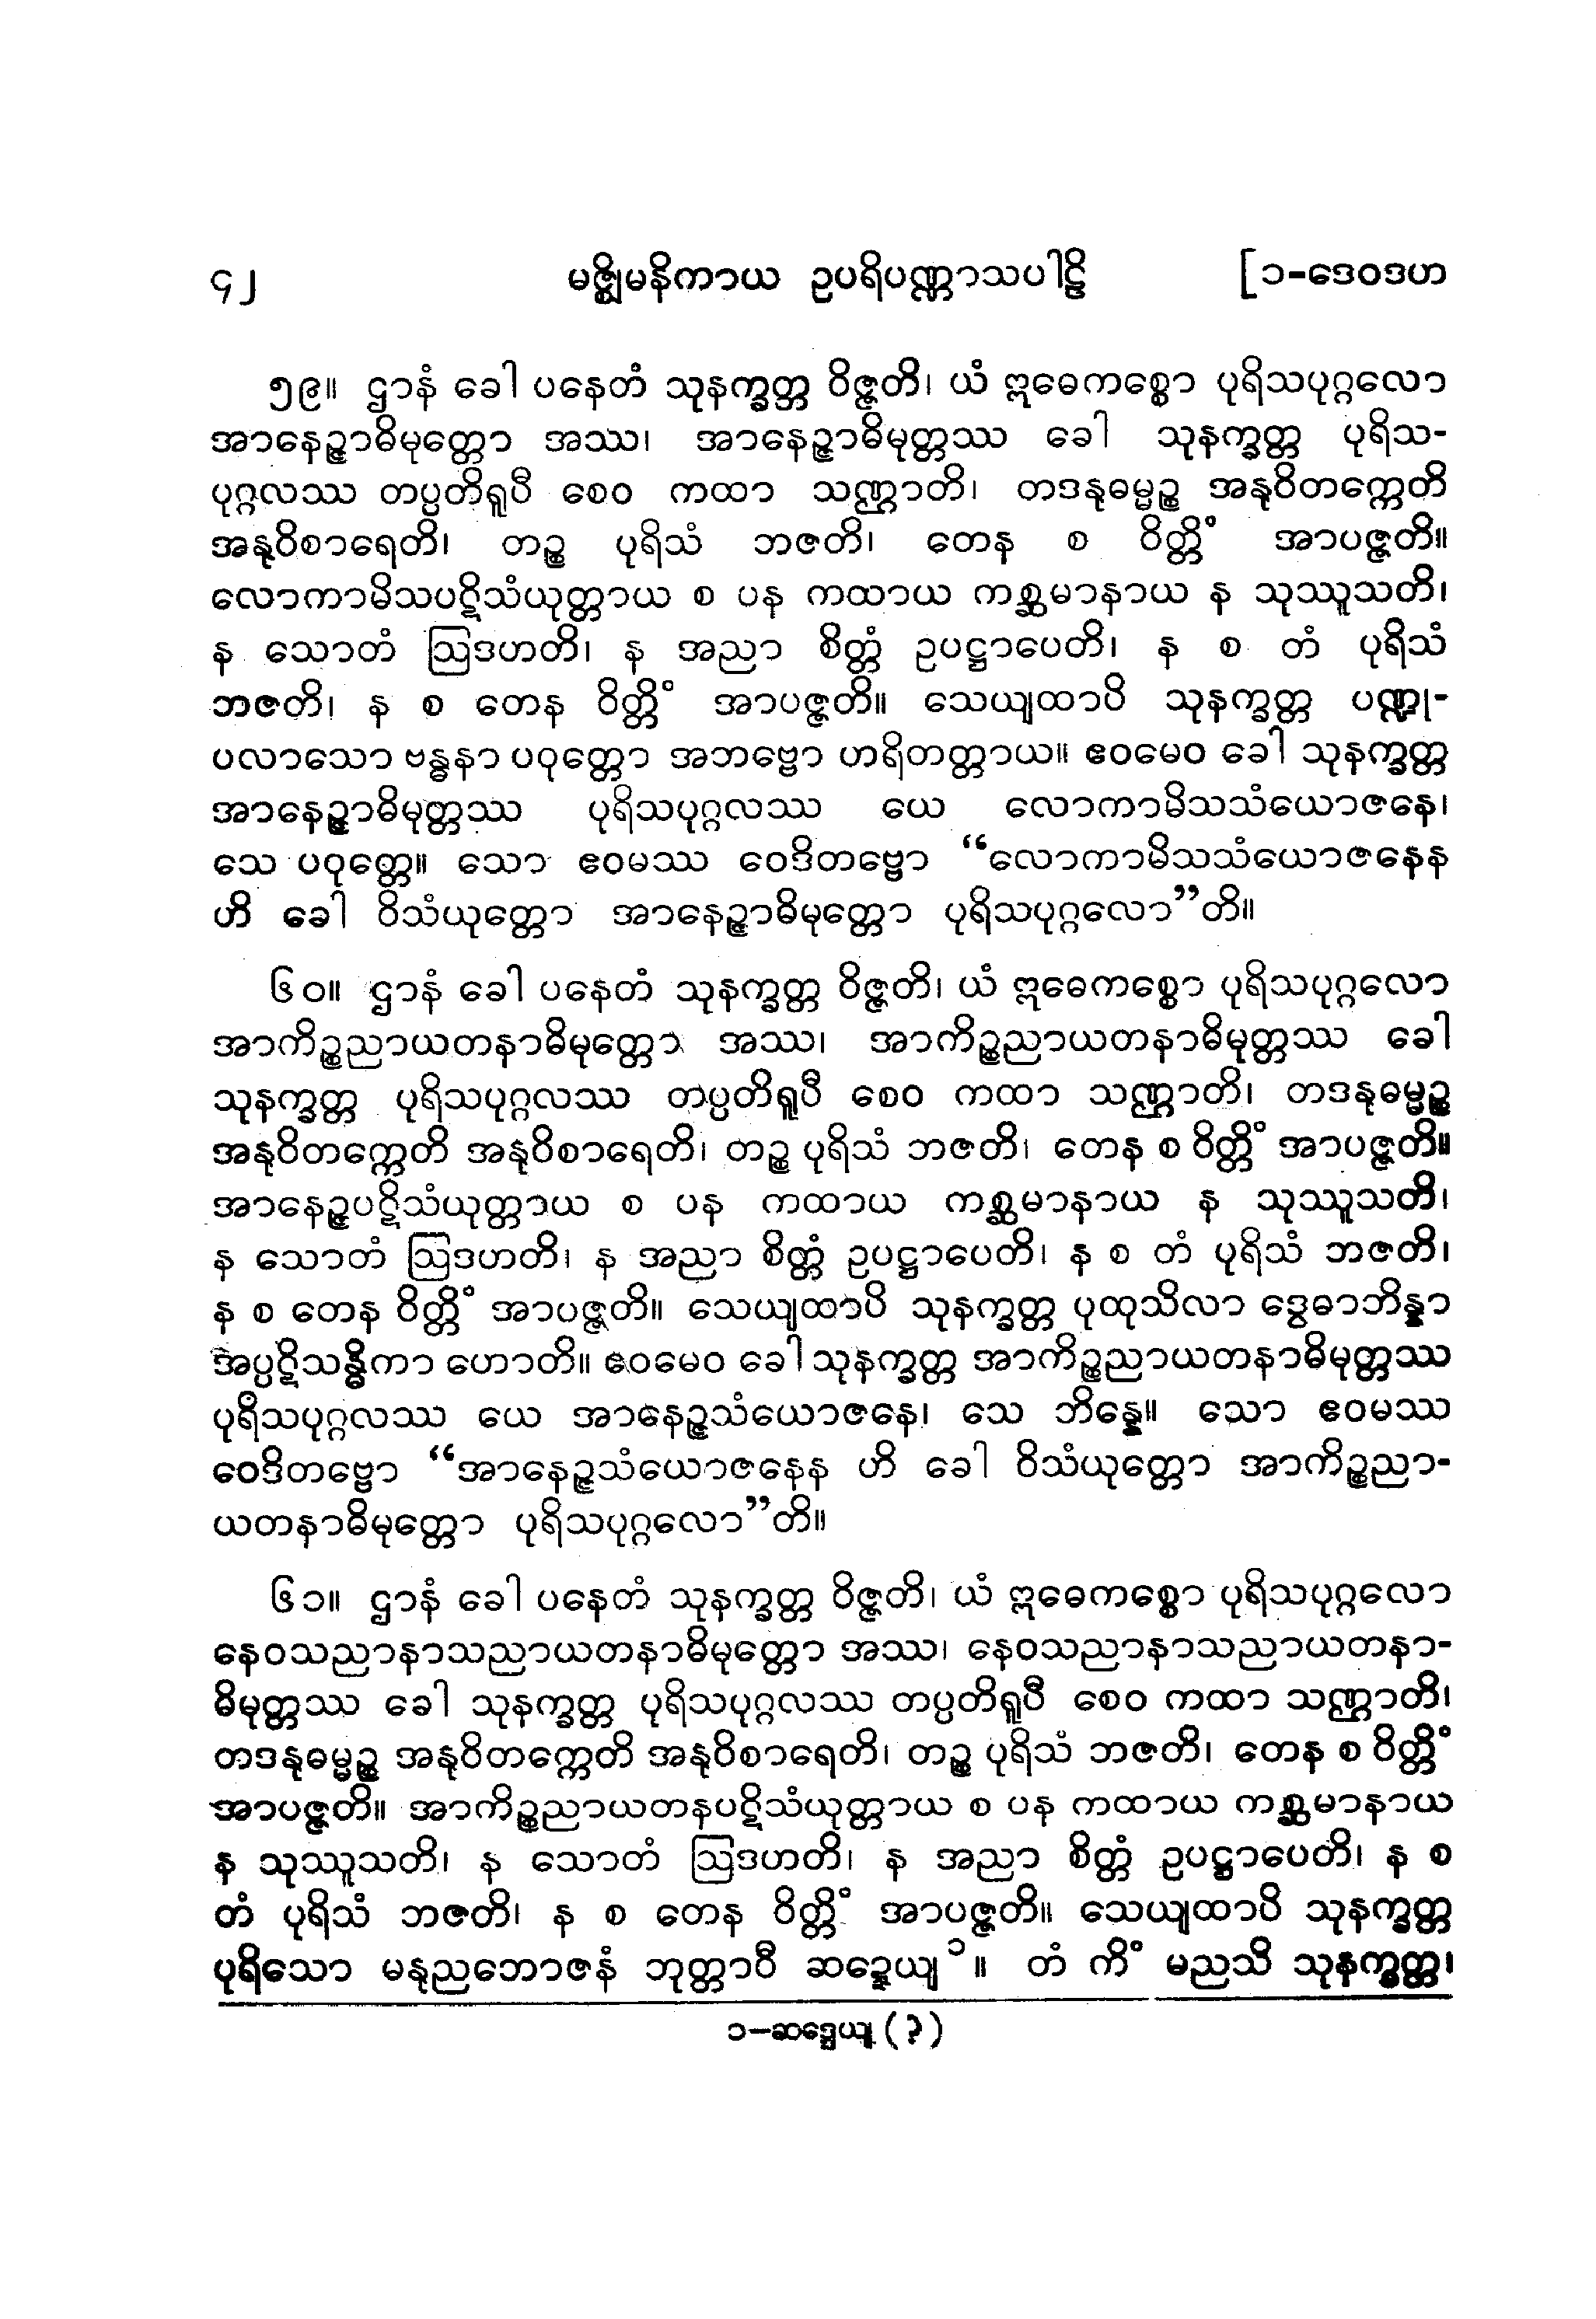 ၄၂ မဇ္ဈိမနိကာယ ဥပရိပဏ္ဏာသပါဠိ [၁-ဒေဝဒဟ
၅၉။ ဌာနံ ခေါ ပနေတံ သုနက္ခတ္တ ဝိဇ္ဇတိ၊ ယံ ဣဓေကစ္စော ပုရိသပုဂ္ဂလော
အာနေဉ္ဇာဓိမုတ္တော အဿ၊ အာနေဉ္ဇာဓိမုတ္တဿ ခေါ သုနက္ခတ္တ ပုရိသ-
ပုဂ္ဂလဿ တပ္ပတိရူပီ စေဝ ကထာ သဏ္ဌာတိ၊ တဒနုဓမ္မဉ္စ အနုဝိတက္ကေတိ
အနုဝိစာရေတိ၊ တဉ္စ ပုရိသံ ဘဇတိ၊ တေန စ ဝိတ္တိံ အာပဇ္ဇတိ။
လောကာမိသပဋိသံယုတ္တာယ စ ပန ကထာယ ကစ္ဆမာနာယ န သုဿူသတိ၊
န သောတံ ဩဒဟတိ၊ န အညာ စိတ္တံ ဥပဋ္ဌာပေတိ၊ န စ တံ ပုရိသံ
ဘဇတိ၊ န စ တေန ဝိတ္တိံ အာပဇ္ဇတိ။ သေယျထာပိ သုနက္ခတ္တ ပဏ္ဍု-
ပလာသော ဗန္ဓနာ ပဝုတ္တော အဘဗ္ဗော ဟရိတတ္တာယ။ ဧဝမေဝ ခေါ သုနက္ခတ္တ
အာနေဉ္ဇာဓိမုတ္တဿ ပုရိသပုဂ္ဂလဿ ယေ လောကာမိသသံယောဇနေ၊
သေ ပဝုတ္တေ။ သော ဧဝမဿ ဝေဒိတဗ္ဗော “လောကာမိသသံယောဇနေန
ဟိ ခေါ ဝိသံယုတ္တော အာနေဉ္ဇာဓိမုတ္တော ပုရိသပုဂ္ဂလော”တိ။
၆၀။ ဌာနံ ခေါ ပနေတံ သုနက္ခတ္တ ဝိဇ္ဇတိ၊ ယံ ဣဓေကစ္စော ပုရိသပုဂ္ဂလော
အာကိဉ္စညာယတနာဓိမုတ္တော အဿ၊ အာကိဉ္စညာယတနာဓိမုတ္တဿ ခေါ
သုနက္ခတ္တ ပုရိသပုဂ္ဂလဿ တပ္ပတိရူပီ စေဝ ကထာ သဏ္ဌာတိ၊ တဒနုဓမ္မဉ္စ
အနုဝိတက္ကေတိ အနုဝိစာရေတိ၊ တဉ္စ ပုရိသံ ဘဇတိ၊ တေန စ ဝိတ္တိံ အာပဇ္ဇတိ။
အာနေဉ္ဇပဋိသံယုတ္တာယ စ ပန ကထာယ ကစ္ဆမာနာယ န သုဿူသတိ၊
န သောတံ ဩဒဟတိ၊ န အညာ စိတ္တံ ဥပဋ္ဌာပေတိ၊ န စ တံ ပုရိသံ ဘဇတိ၊
န စ တေန ဝိတ္တိံ အာပဇ္ဇတိ။ သေယျထာပိ သုနက္ခတ္တ ပုထုသိလာ ဒွေဓာဘိန္နာ
အပ္ပဋိသန္ဓိကာ ဟောတိ။ ဧဝမေဝ ခေါ သုနက္ခတ္တ အာကိဉ္စညာယတနာဓိမုတ္တဿ
ပုရိသပုဂ္ဂလဿ ယေ အာနေဉ္ဇသံယောဇနေ၊ သေ ဘိန္နေ။ သော ဧဝမဿ
ဝေဒိတဗ္ဗော “အာနေဉ္ဇသံယောဇနေန ဟိ ခေါ ဝိသံယုတ္တော အာကိဉ္စညာ-
ယတနာဓိမုတ္တော ပုရိသပုဂ္ဂလော”တိ။
၆၁။ ဌာနံ ခေါ ပနေတံ သုနက္ခတ္တ ဝိဇ္ဇတိ၊ ယံ ဣဓေကစ္စော ပုရိသပုဂ္ဂလော
နေဝသညာနာသညာယတနာဓိမုတ္တော အဿ၊ နေဝသညာနာသညာယတနာ-
ဓိမုတ္တဿ ခေါ သုနက္ခတ္တ ပုရိသပုဂ္ဂလဿ တပ္ပတိရူပီ စေဝ ကထာ သဏ္ဌာတိ၊
တဒနုဓမ္မဉ္စ အနုဝိတက္ကေတိ အနုဝိစာရေတိ၊ တဉ္စ ပုရိသံ ဘဇတိ၊ တေန စ ဝိတ္တိံ
အာပဇ္ဇတိ။ အာကိဉ္စညာယတနပဋိသံယုတ္တာယ စ ပန ကထာယ ကစ္ဆမာနာယ
န သုဿူသတိ၊ န သောတံ ဩဒဟတိ၊ န အညာ စိတ္တံ ဥပဋ္ဌာပေတိ၊ န စ
တံ ပုရိသံ ဘဇတိ၊ န စ တေန ဝိတ္တိံ အာပဇ္ဇတိ။ သေယျထာပိ သုနက္ခတ္တ
ပုရိသော မနုညဘောဇနံ ဘုတ္တာဝီ ဆဍ္ဍေယျ ၁။ တံ ကိံ မညသိ သုနက္ခတ္တ၊
၁-ဆဒ္ဒေယျ (?)